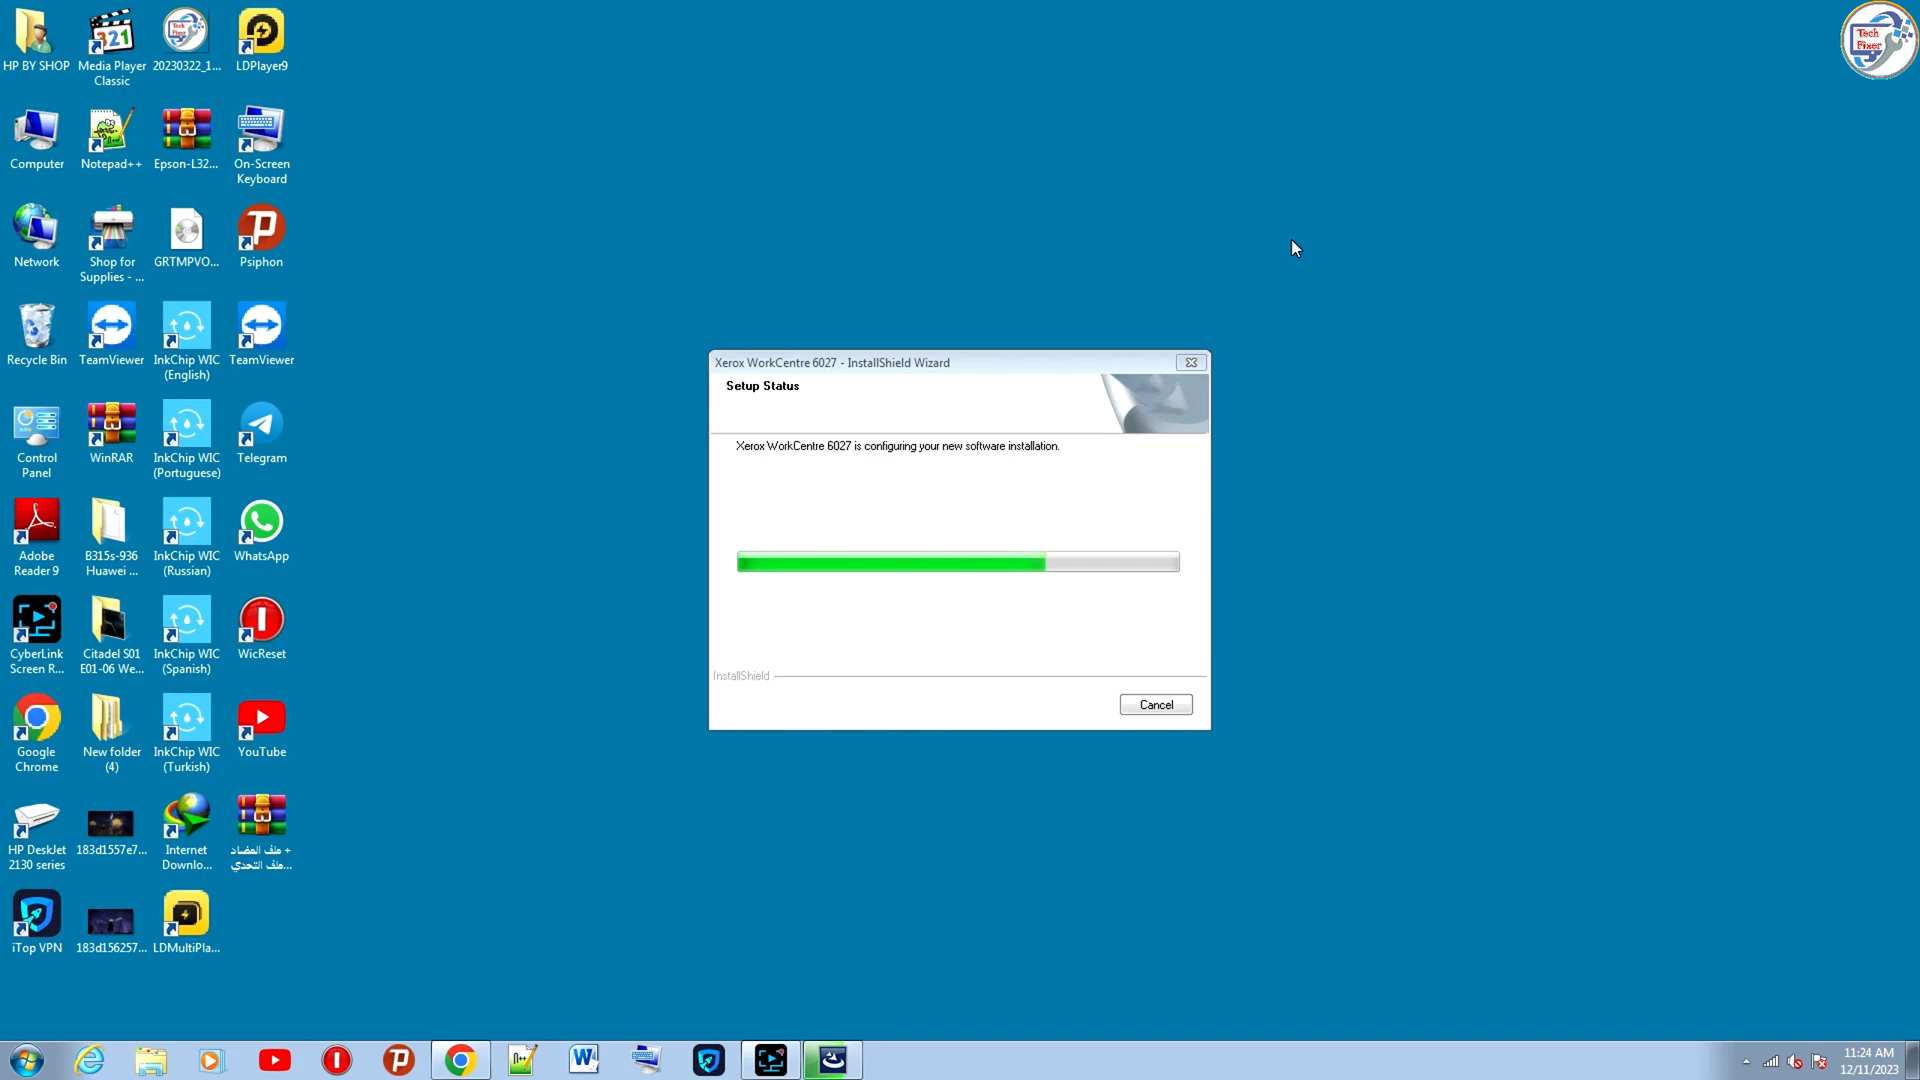 HP BY SHOP
Media Player
Classic
20230322_1...
LDPlayer9
Computer
Notepad++
Epson-L32...
On-Screen
Keyboard
Network
Shop for
Supplies - ...
GRTMPVO...
Psiphon
Recycle Bin
TeamViewer
InkChip WIC
(English)
TeamViewer
Control
Panel
WinRAR
InkChip WIC
(Portuguese)
Telegram
Adobe
Reader 9
B315s-936
Huawei ...
InkChip WIC
(Russian)
WhatsApp
CyberLink
Screen R...
Citadel S01
E01-06 We...
InkChip WIC
(Spanish)
WicReset
Google
Chrome
New folder
(4)
InkChip WIC
(Turkish)
YouTube
HP DeskJet
2130 series
183d1557e7...
Internet
Downlo...
ملف المضاد +
ملف التحدي...
iTop VPN
183d156257...
LDMultiPla...
Tech
Fixer
Xerox WorkCentre 6027 - InstallShield Wizard
Setup Status
Xerox WorkCentre 6027 is configuring your new software installation.
InstallShield
Cancel
11:24 AM
12/11/2023